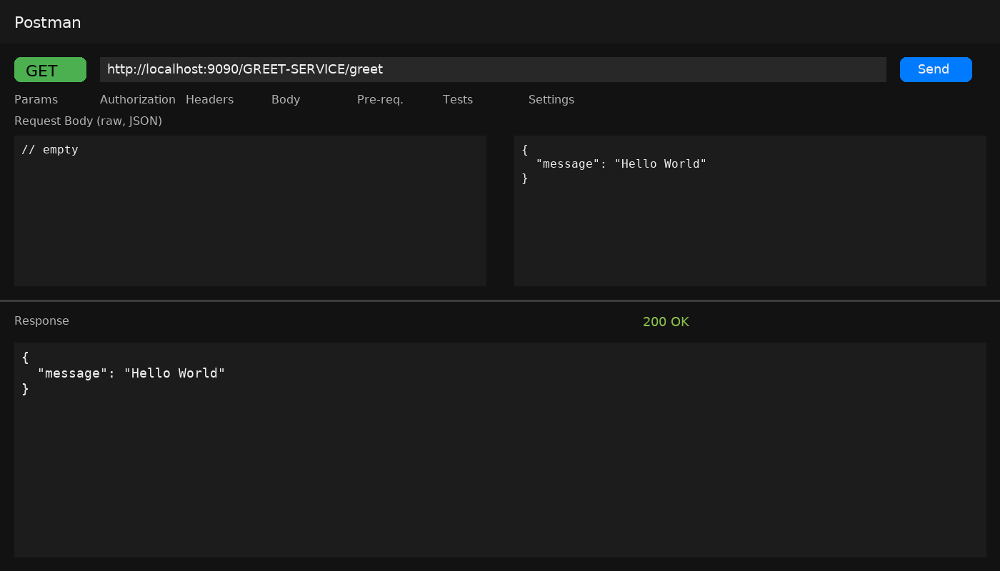 Postman
GET http://localhost:9090/GREET-SERVICE/greet Send
Params Authorization Headers Body Pre-req. Tests Settings
Request Body (raw, JSON)
// empty
{
  "message": "Hello World"
}
Response 200 OK
{
  "message": "Hello World"
}